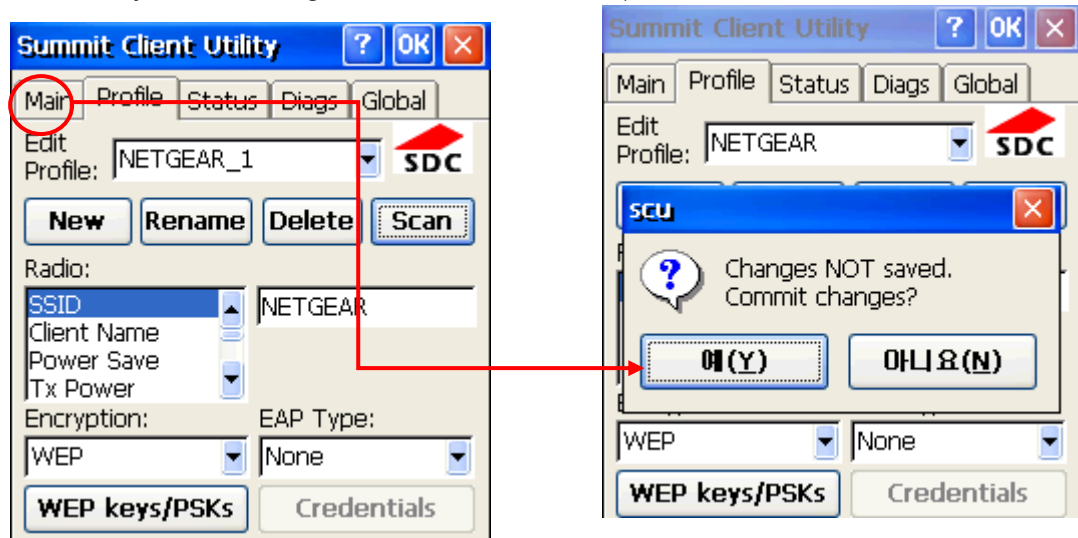 Summit Client Utility ? OK
Main Profile Status Diags Global
Edit
Profile: NETGEAR_1
SDC
New Rename Delete Scan
Radio:
SSID NETGEAR
Client Name
Power Save
Tx Power
Encryption: EAP Type:
WEP None
WEP keys/PSKs Credentials
Summit Client Utility ? OK
Main Profile Status Diags Global
Edit
Profile: NETGEAR
SDC
scu
?
Changes NOT saved.
Commit changes?
예(Y) 아니요(N)
WEP None
WEP keys/PSKs Credentials